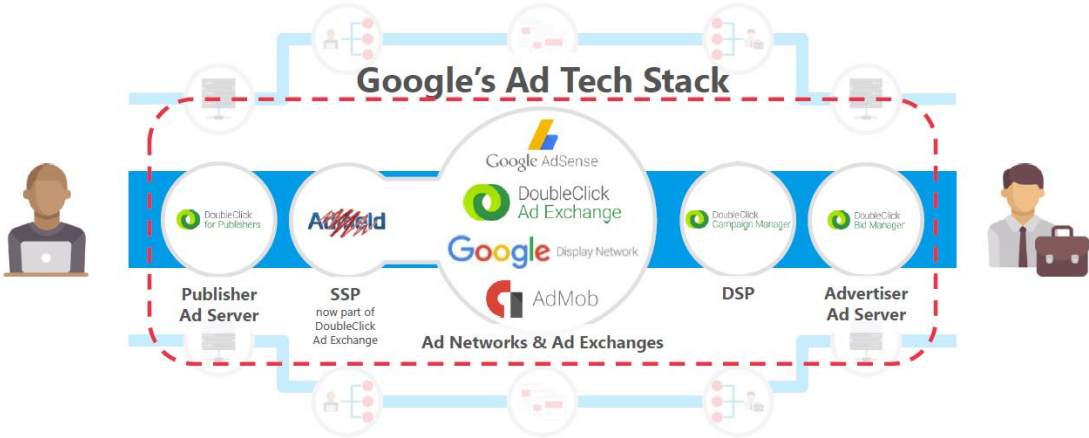 Google's Ad Tech Stack
Google AdSense
DoubleClick
Ad Exchange
Google Display Network
AdMob
DoubleClick
for Publishers
AdMeld
DoubleClick
Campaign Manager
DoubleClick
Bid Manager
Publisher
Ad Server
SSP
now part of
DoubleClick
Ad Exchange
Ad Networks & Ad Exchanges
DSP
Advertiser
Ad Server